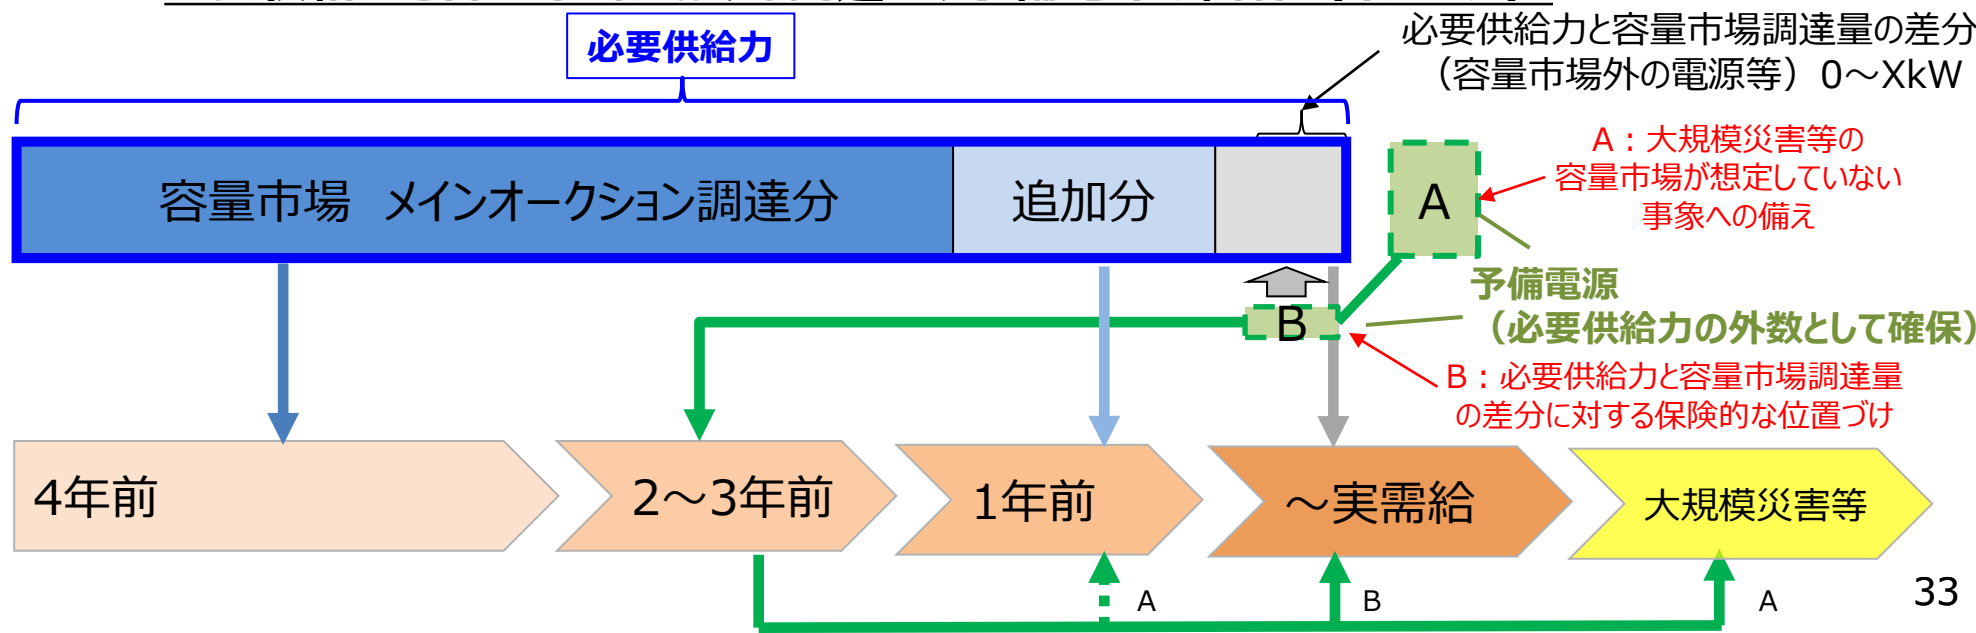 必要供給力
必要供給力と容量市場調達量の差分
（容量市場外の電源等）0～XkW
容量市場　メインオークション調達分
追加分
A
A：大規模災害等の
容量市場が想定していない
事象への備え
予備電源
（必要供給力の外数として確保）
B
B：必要供給力と容量市場調達量
の差分に対する保険的な位置づけ
4年前
2～3年前
1年前
～実需給
大規模災害等
A
B
A
33